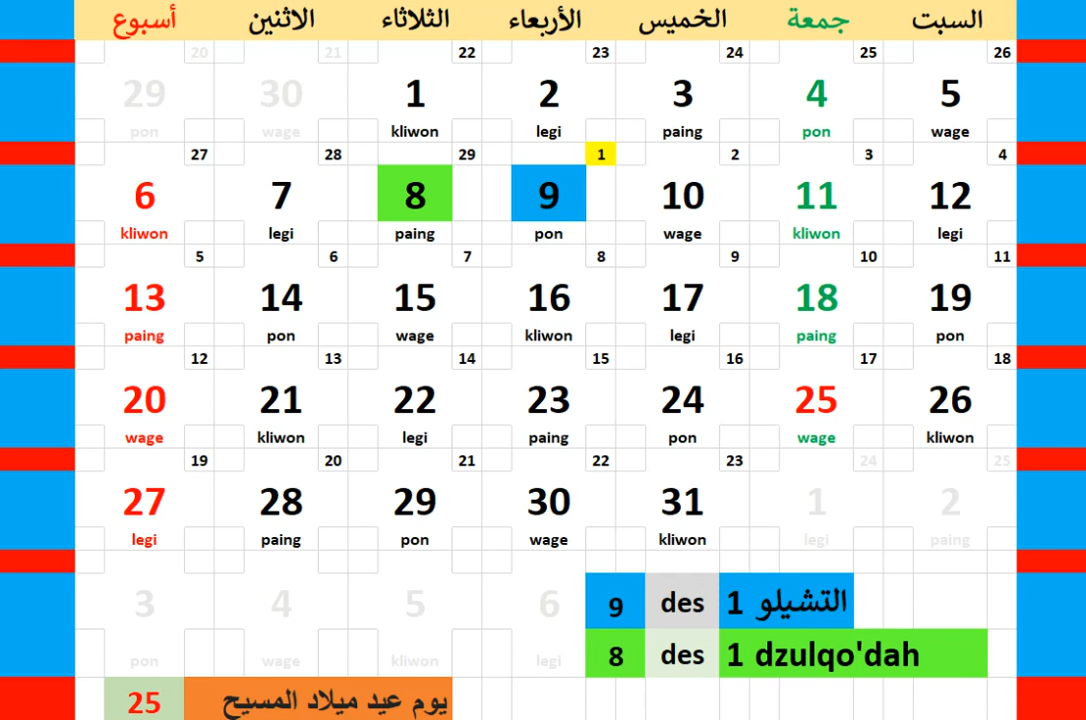 أسبوع الاثنين الثلاثاء الأربعاء الخميس جمعة السبت
20 21 22 23 24 25 26
29 30 1 2 3 4 5
pon wage kliwon legi paing pon wage
27 28 29 1 2 3 4
6 7 8 9 10 11 12
kliwon legi paing pon wage kliwon legi
5 6 7 8 9 10 11
13 14 15 16 17 18 19
paing pon wage kliwon legi paing pon
12 13 14 15 16 17 18
20 21 22 23 24 25 26
wage kliwon legi paing pon wage kliwon
19 20 21 22 23 24 25
27 28 29 30 31 1 2
legi paing pon wage kliwon legi paing
3 4 5 6
pon wage kliwon legi
9 des 1 التشيلو
8 des 1 dzulqo'dah
25 يوم عيد ميلاد المسيح